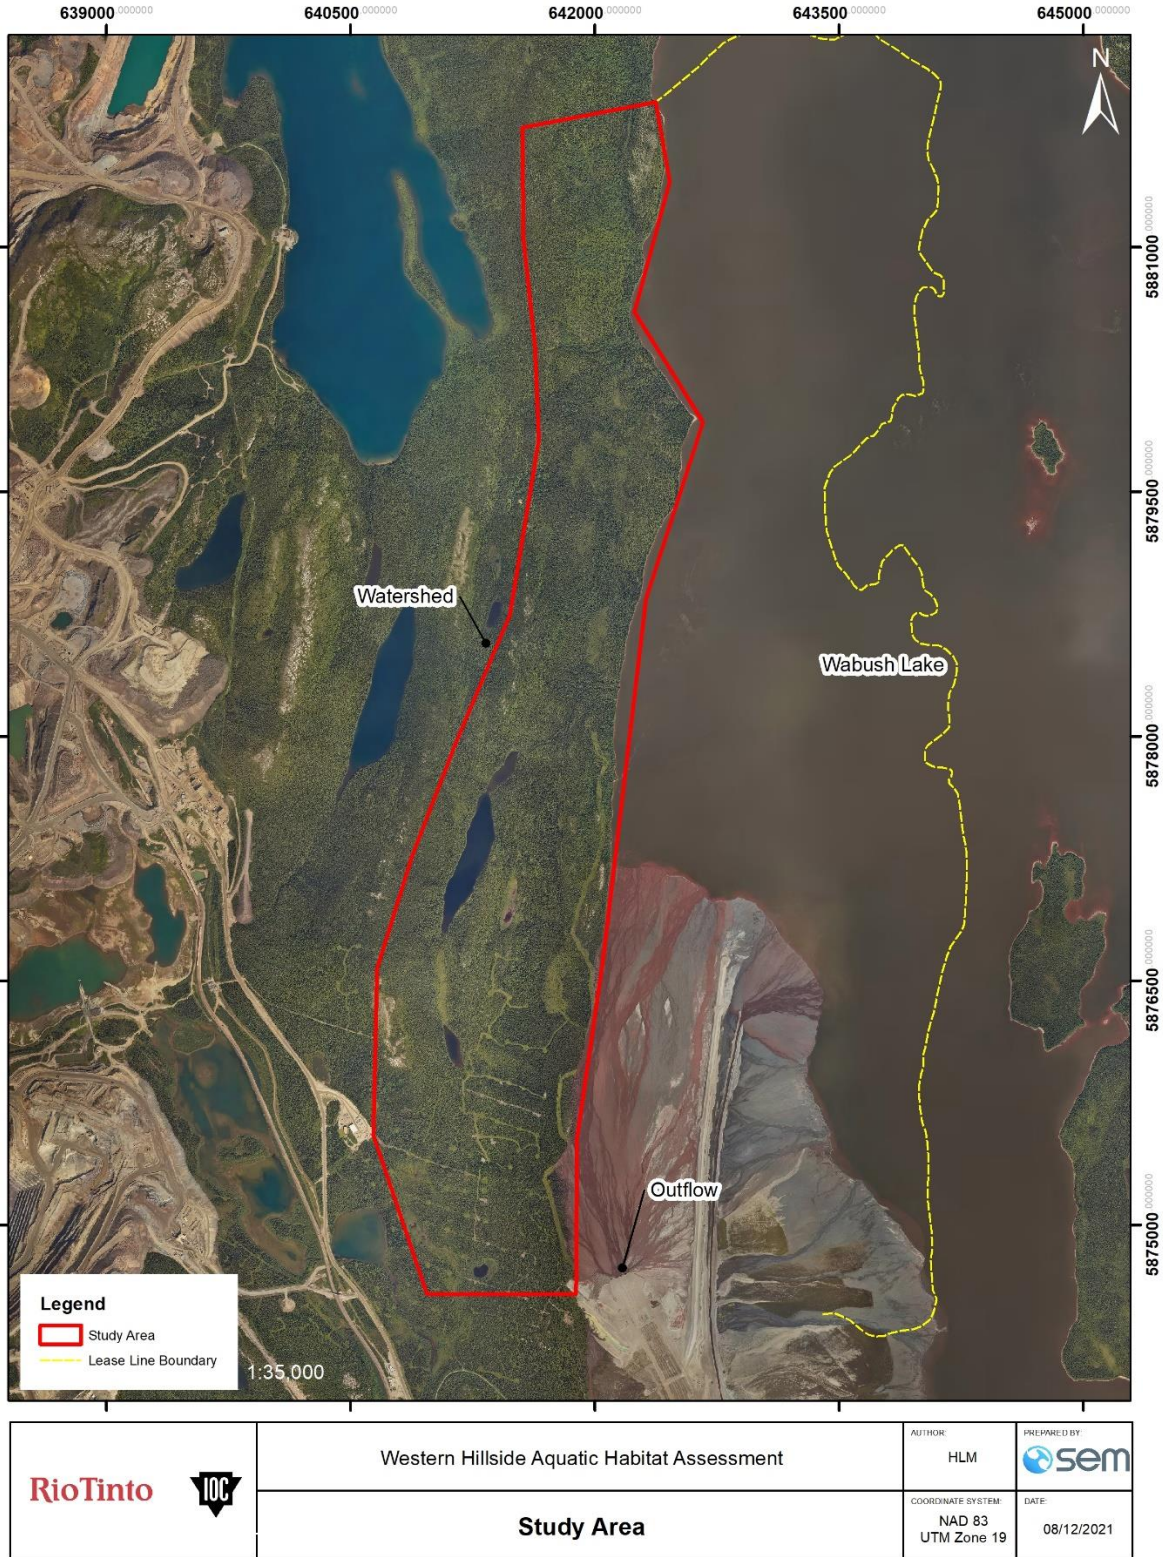 639000.000000 640500.000000 642000.000000 643500.000000 645000.000000
N
5881000.000000
5879500.000000
Watershed
Wabush Lake
5878000.000000
5876500.000000
Outflow
5875000.000000
Legend
Study Area
Lease Line Boundary
1:35,000
RioTinto
IOC
Western Hillside Aquatic Habitat Assessment
Study Area
AUTHOR:
HLM
PREPARED BY:
sem
COORDINATE SYSTEM:
NAD 83
UTM Zone 19
DATE:
08/12/2021